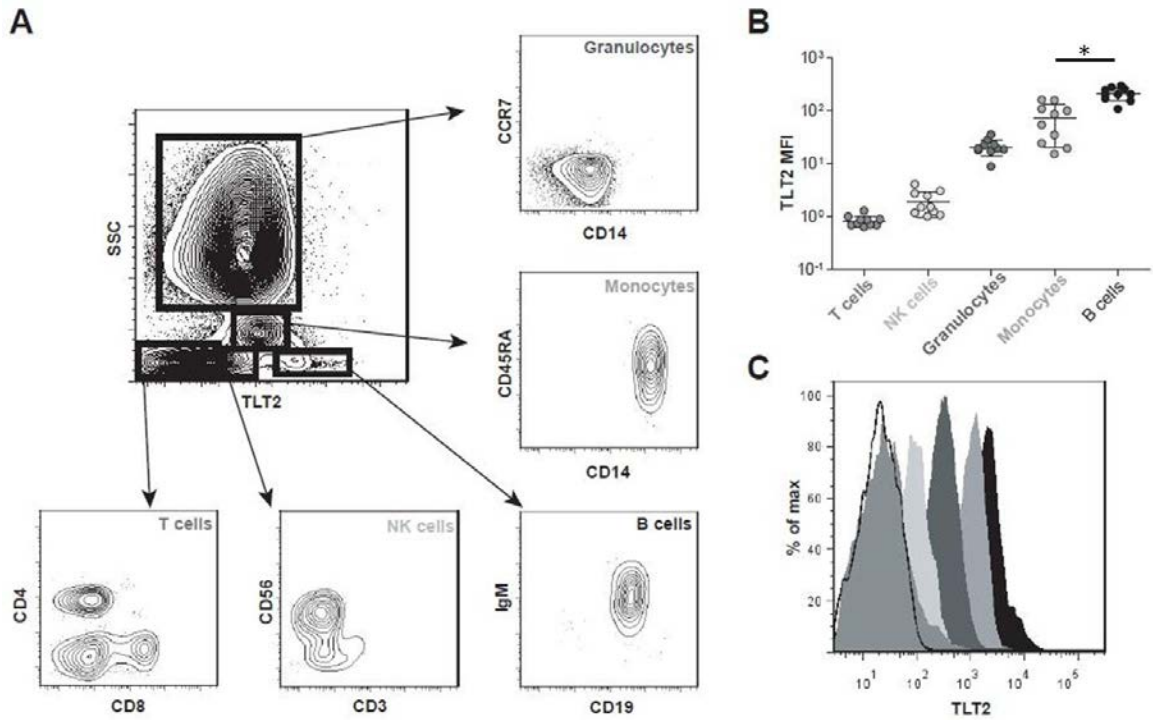 A
SSC
TLT2
Granulocytes
CCR7
CD14
Monocytes
CD45RA
CD14
T cells
CD4
CD8
NK cells
CD56
CD3
B cells
IgM
CD19
B
*
TLT2 MFI
10³
10²
10¹
10⁰
10⁻¹
T cells
NK cells
Granulocytes
Monocytes
B cells
C
% of max
100
80
60
40
20
10¹
10²
10³
10⁴
10⁵
TLT2